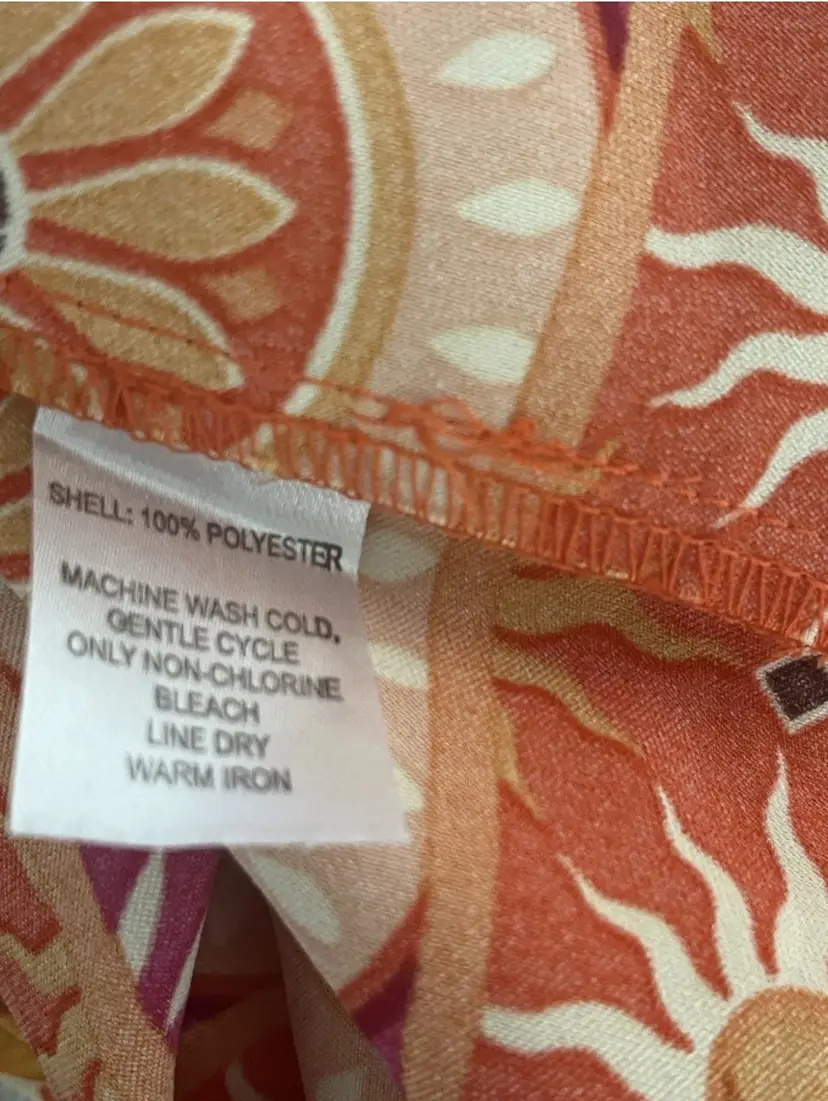 SHELL: 100% POLYESTER
MACHINE WASH COLD,
GENTLE CYCLE
ONLY NON-CHLORINE
BLEACH
LINE DRY
WARM IRON